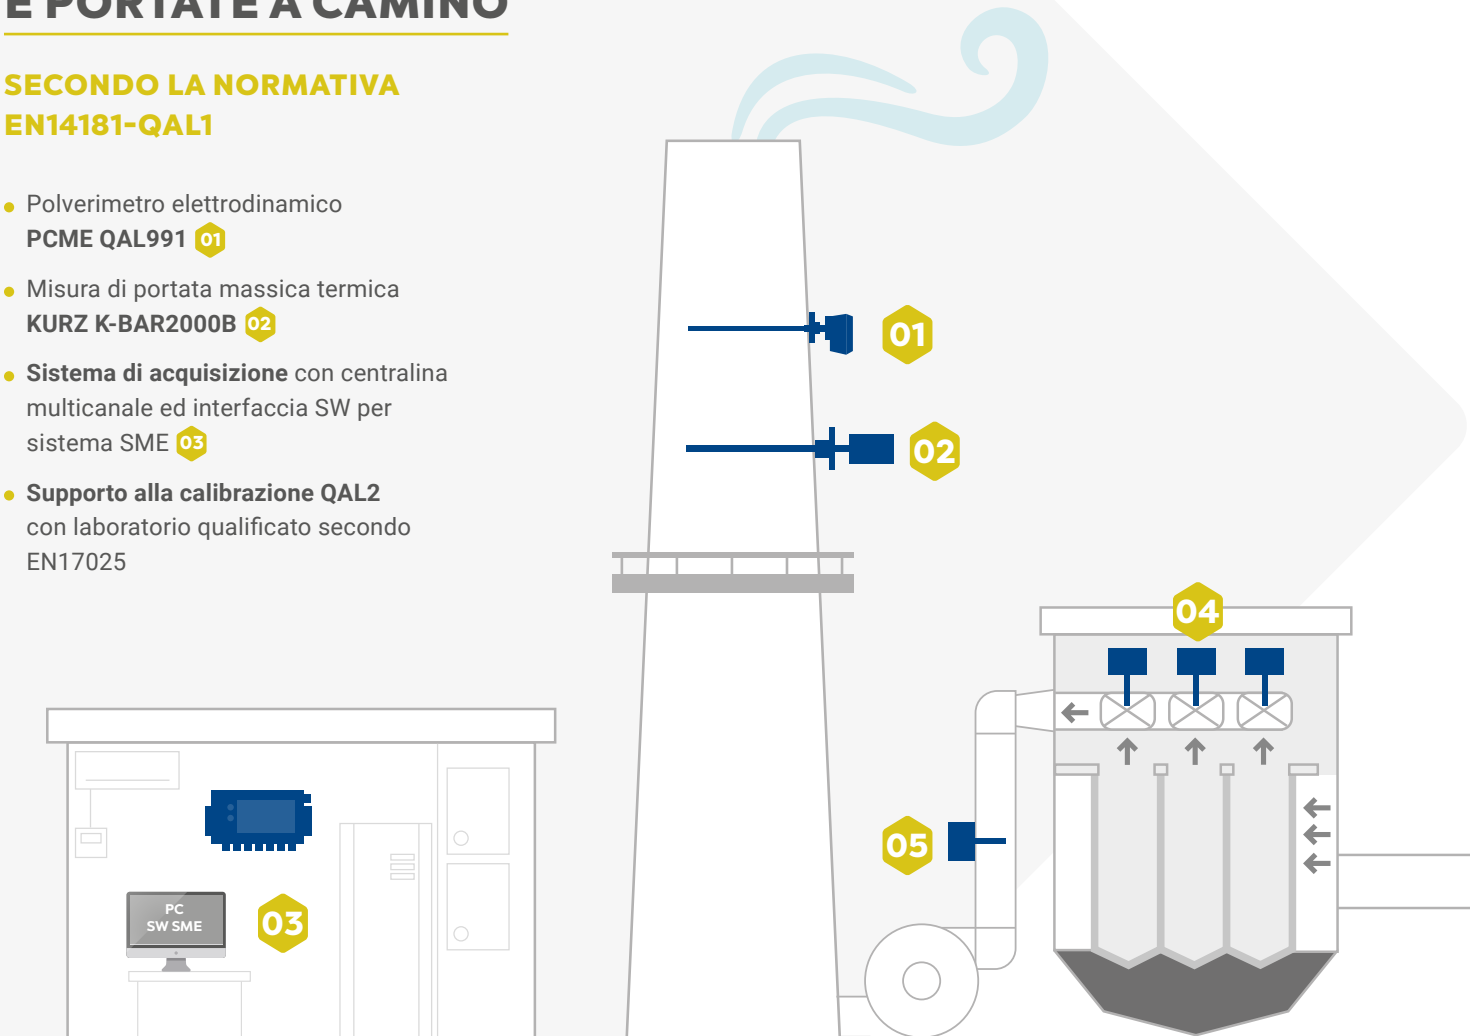 E PORTATE A CAMINO
SECONDO LA NORMATIVA
EN14181-QAL1
Polverimetro elettrodinamico
PCME QAL991 01
Misura di portata massica termica
KURZ K-BAR2000B 02
Sistema di acquisizione con centralina
multicanale ed interfaccia SW per
sistema SME 03
Supporto alla calibrazione QAL2
con laboratorio qualificato secondo
EN17025
01
02
04
05
PC
SW SME
03